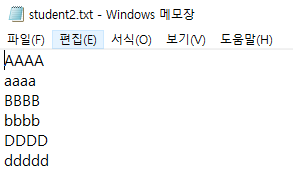 student2.txt - Windows 메모장
파일(F) 편집(E) 서식(O) 보기(V) 도움말(H)
AAAA
aaaa
BBBB
bbbb
DDDD
ddddd